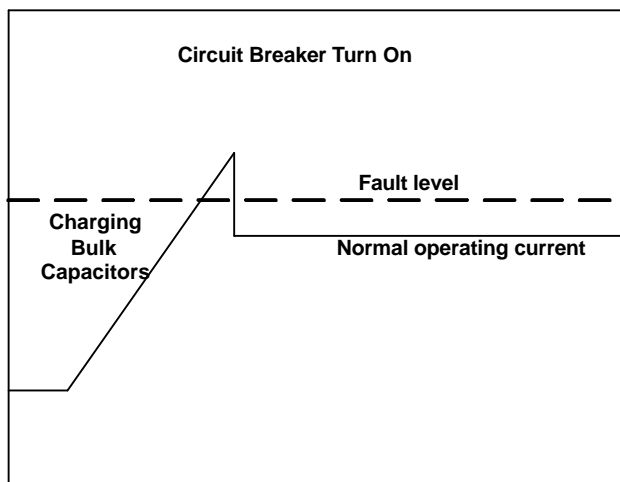 Circuit Breaker Turn On
Fault level
Charging
Bulk
Capacitors
Normal operating current